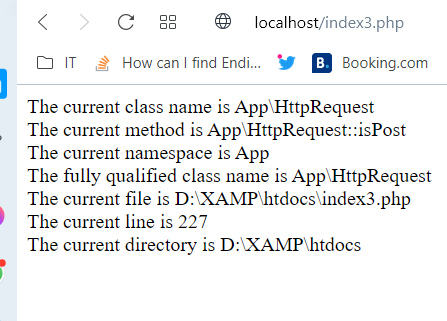 localhost/index3.php
IT
How can I find Endi...
B.
Booking.com
The current class name is App\HttpRequest
The current method is App\HttpRequest::isPost
The current namespace is App
The fully qualified class name is App\HttpRequest
The current file is D:\XAMP\htdocs\index3.php
The current line is 227
The current directory is D:\XAMP\htdocs